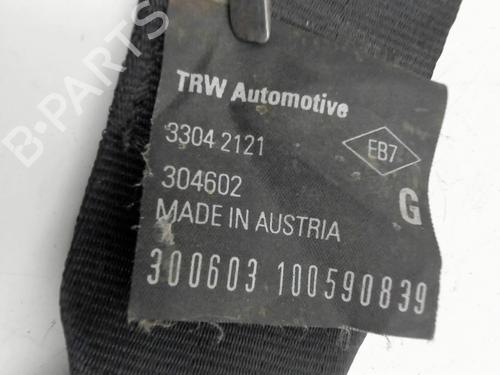 B-PARTS
TRW Automotive
3304 2121
EB7
304602
G
MADE IN AUSTRIA
300603 100590839